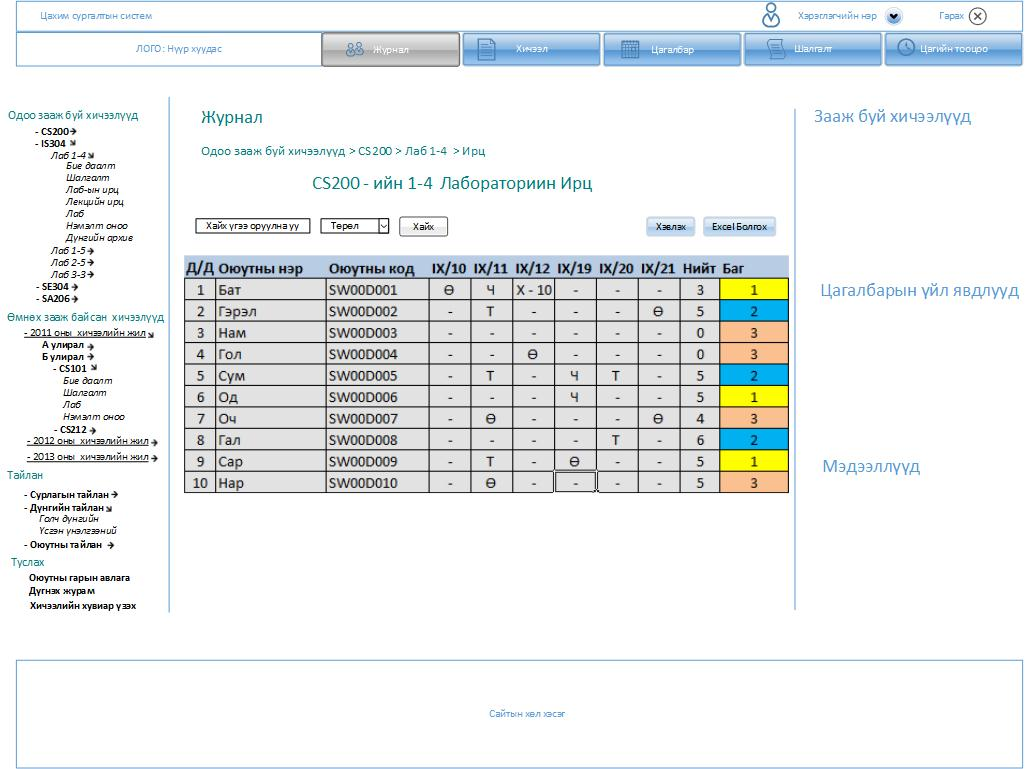 Цахим сургалтын систем
Хэрэглэгчийн нэр
Гарах
ЛОГО: Нүүр хуудас
Журнал
Хичээл
Цагалбар
Шалгалт
Цагийн тооцоо
Одоо зааж буй хичээлүүд
- CS200
- IS304
Лаб 1-4
Бие даалт
Шалгалт
Лаб-ын ирц
Лекцийн ирц
Лаб
Нэмэлт оноо
Дүнгийн архив
Лаб 1-5
Лаб 2-5
Лаб 3-3
- SE304
- SA206
Өмнөх зааж байсан хичээлүүд
- 2011 оны хичээлийн жил
А улирал
Б улирал
- CS101
Бие даалт
Шалгалт
Лаб
Нэмэлт оноо
- CS212
- 2012 оны хичээлийн жил
- 2013 оны хичээлийн жил
Тайлан
- Сурлагын тайлан
- Дүнгийн тайлан
Голч дүнгийн
Үсгэн үнэлгээний
- Оюутны тайлан
Туслах
Оюутны гарын авлага
Дүгнэх журам
Хичээлийн хувиар үзэх
Журнал
Одоо зааж буй хичээлүүд > CS200 > Лаб 1-4 > Ирц
CS200 - ийн 1-4 Лабораториин Ирц
Хайх үгээ оруулна уу
Төрөл
Хайх
Хэвлэх
Excel Болгох
Д/Д Оюутны нэр Оюутны код IX/10 IX/11 IX/12 IX/19 IX/20 IX/21 Нийт Баг
1 Бат SW00D001 Ө Ч Х - 10 - - - 3 1
2 Гэрэл SW00D002 - Т - - - Ө 5 2
3 Нам SW00D003 - - - - - - 0 3
4 Гол SW00D004 - - Ө - - - 0 3
5 Сум SW00D005 - Т - Ч Т - 5 2
6 Од SW00D006 - - - Ч - - 5 1
7 Оч SW00D007 - Ө - - - Ө 4 3
8 Гал SW00D008 - - - - Т - 6 2
9 Сар SW00D009 - Т - Ө - - 5 1
10 Нар SW00D010 - Ө - - - - 5 3
Зааж буй хичээлүүд
Цагалбарын үйл явдлууд
Мэдээллүүд
Сайтын хөл хэсэг